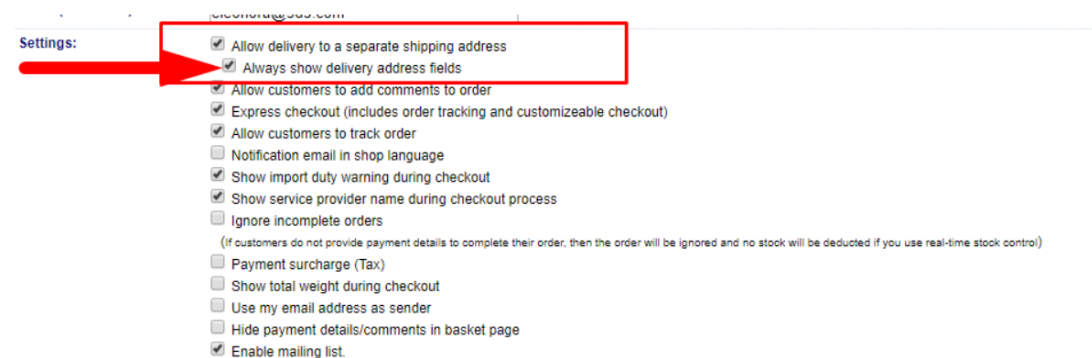 Settings:
Allow delivery to a separate shipping address
Always show delivery address fields
Allow customers to add comments to order
Express checkout (includes order tracking and customizeable checkout)
Allow customers to track order
Notification email in shop language
Show import duty warning during checkout
Show service provider name during checkout process
Ignore incomplete orders
(If customers do not provide payment details to complete their order, then the order will be ignored and no stock will be deducted if you use real-time stock control)
Payment surcharge (Tax)
Show total weight during checkout
Use my email address as sender
Hide payment details/comments in basket page
Enable mailing list.